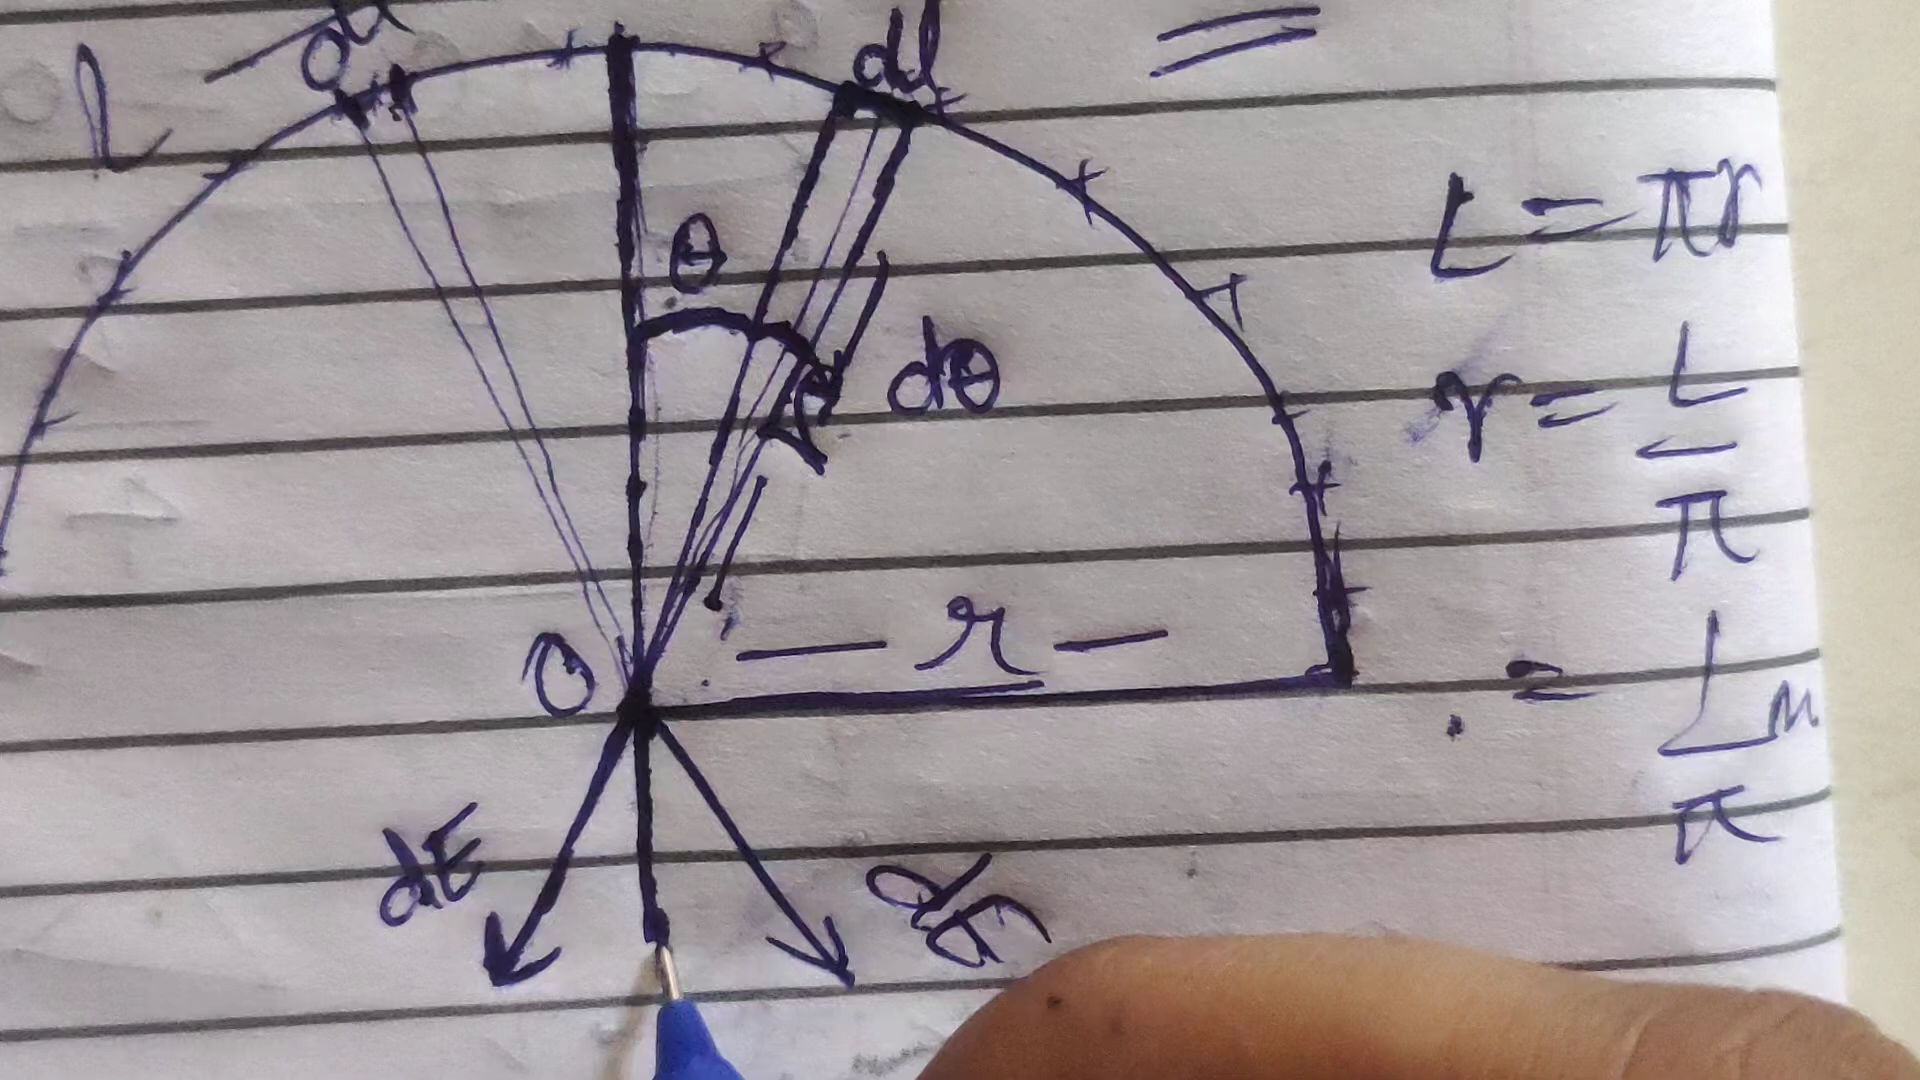 dl
dl
L
θ
dθ
L = πr
r = L
π
O
— r —
= L m
π
dE
dE